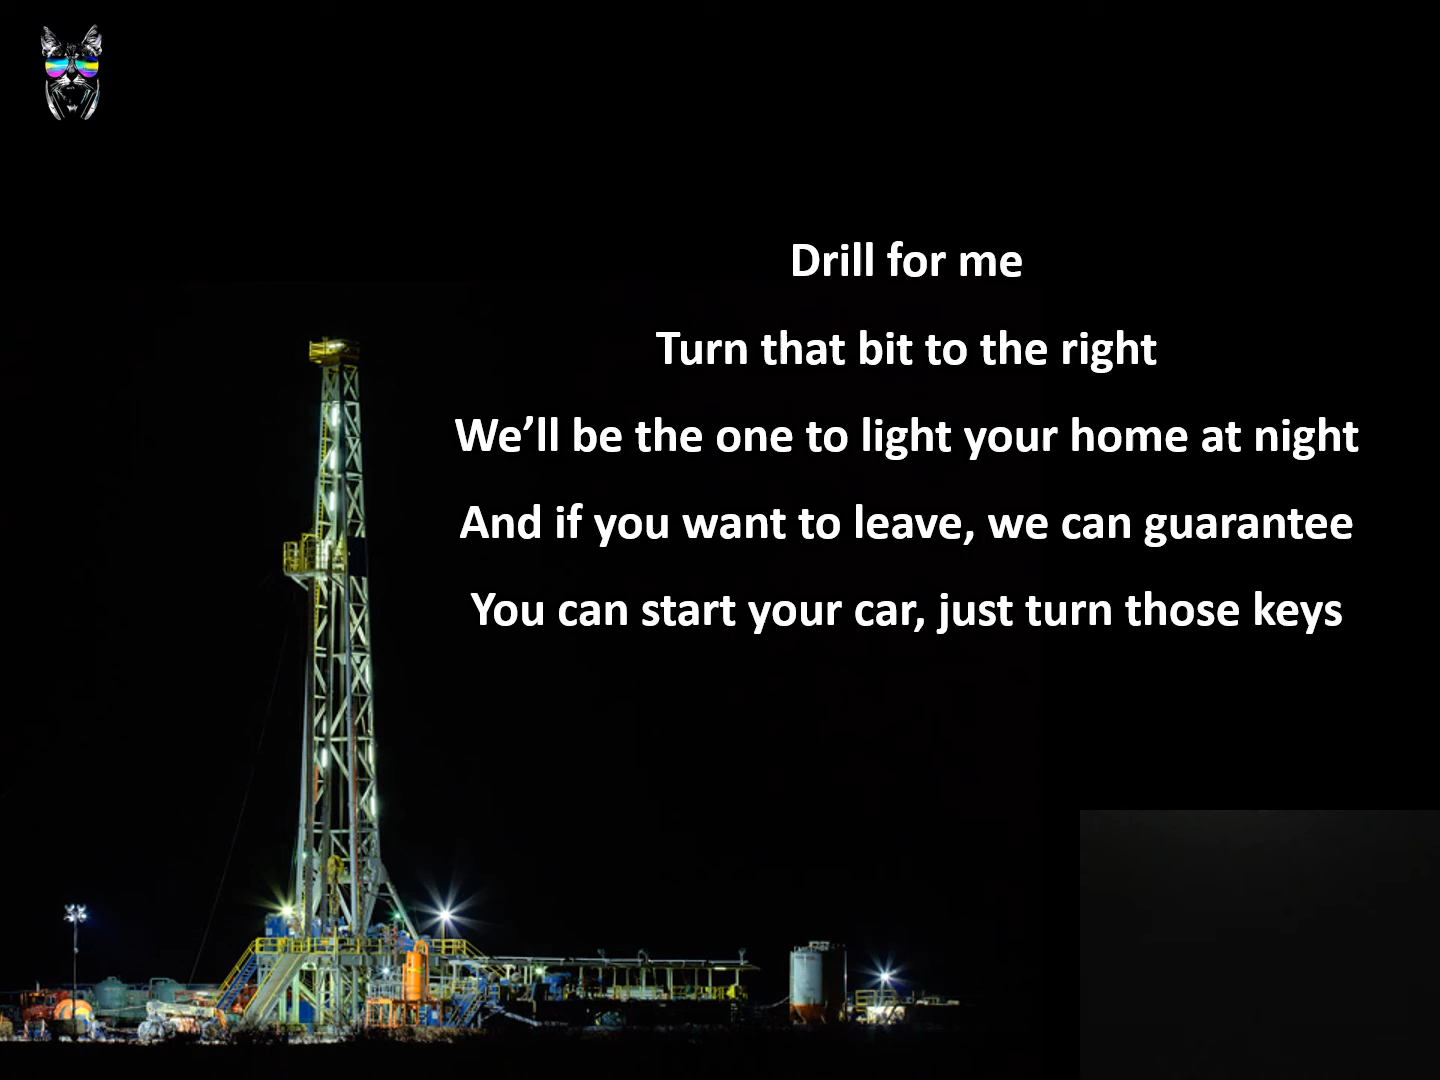 Drill for me
Turn that bit to the right
We’ll be the one to light your home at night
And if you want to leave, we can guarantee
You can start your car, just turn those keys